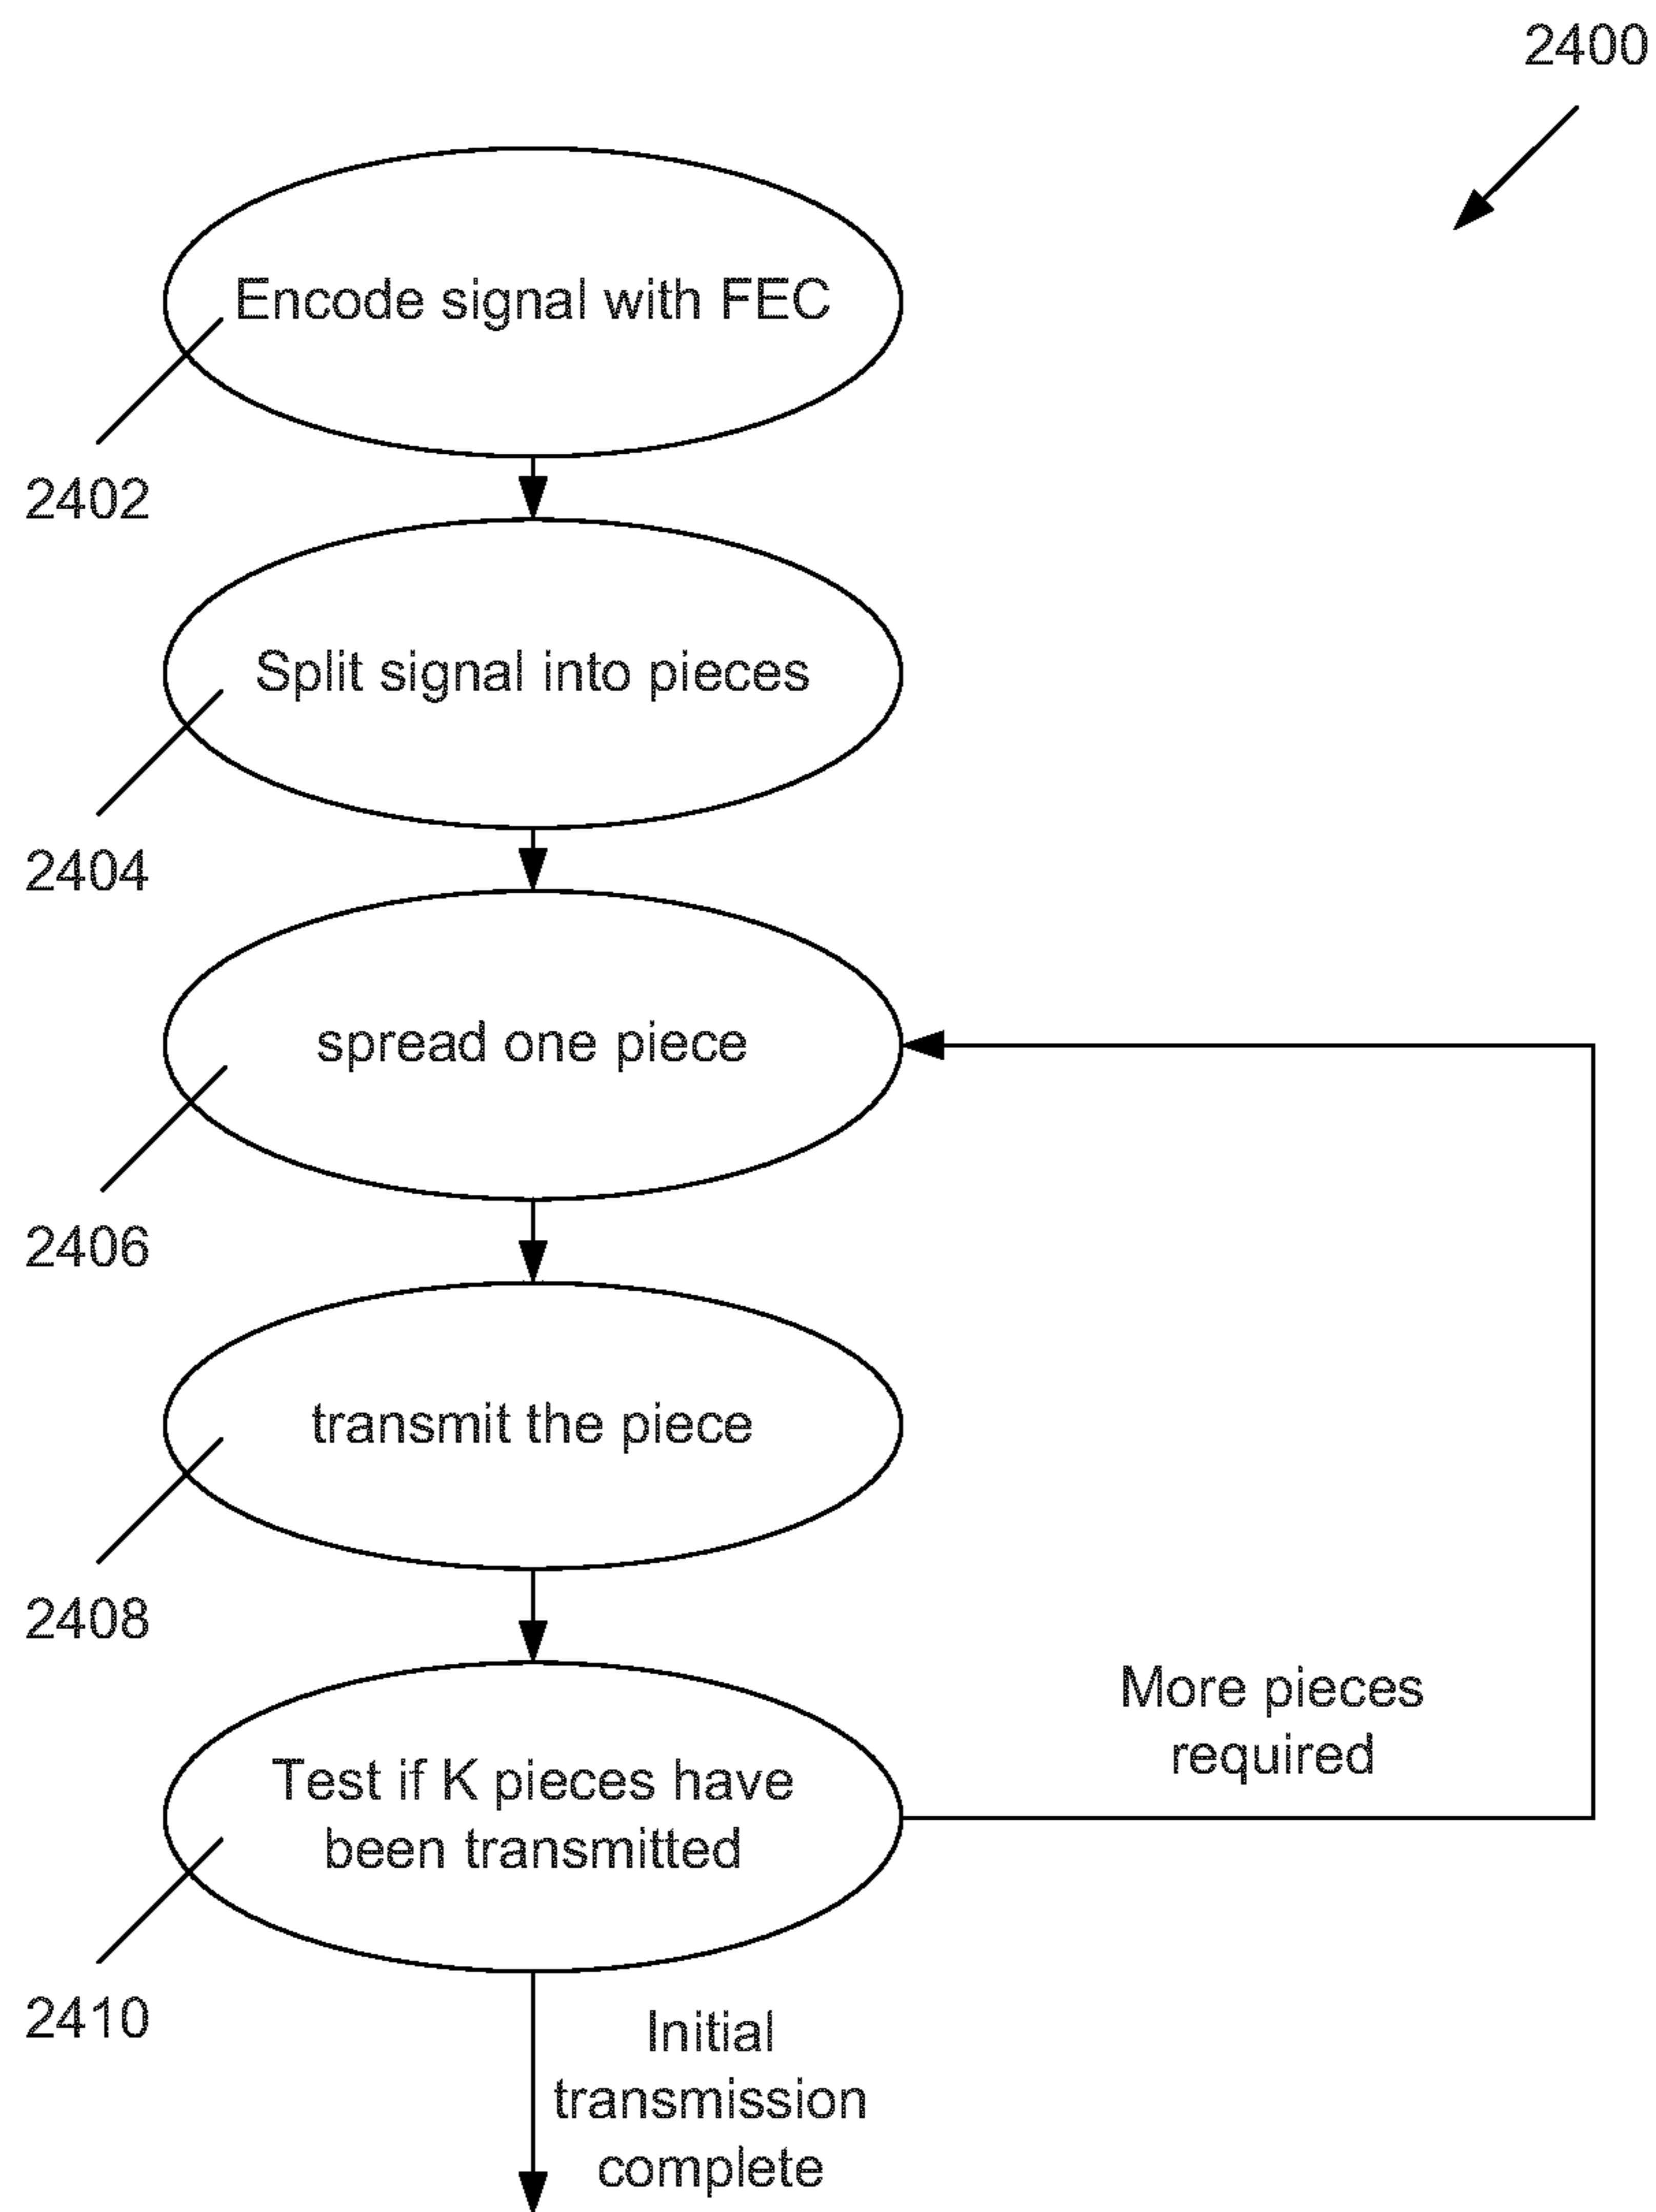 2400
Encode signal with FEC
2402
Split signal into pieces
2404
spread one piece
2406
transmit the piece
2408
More pieces
required
Test if K pieces have
been transmitted
2410
Initial
transmission
complete